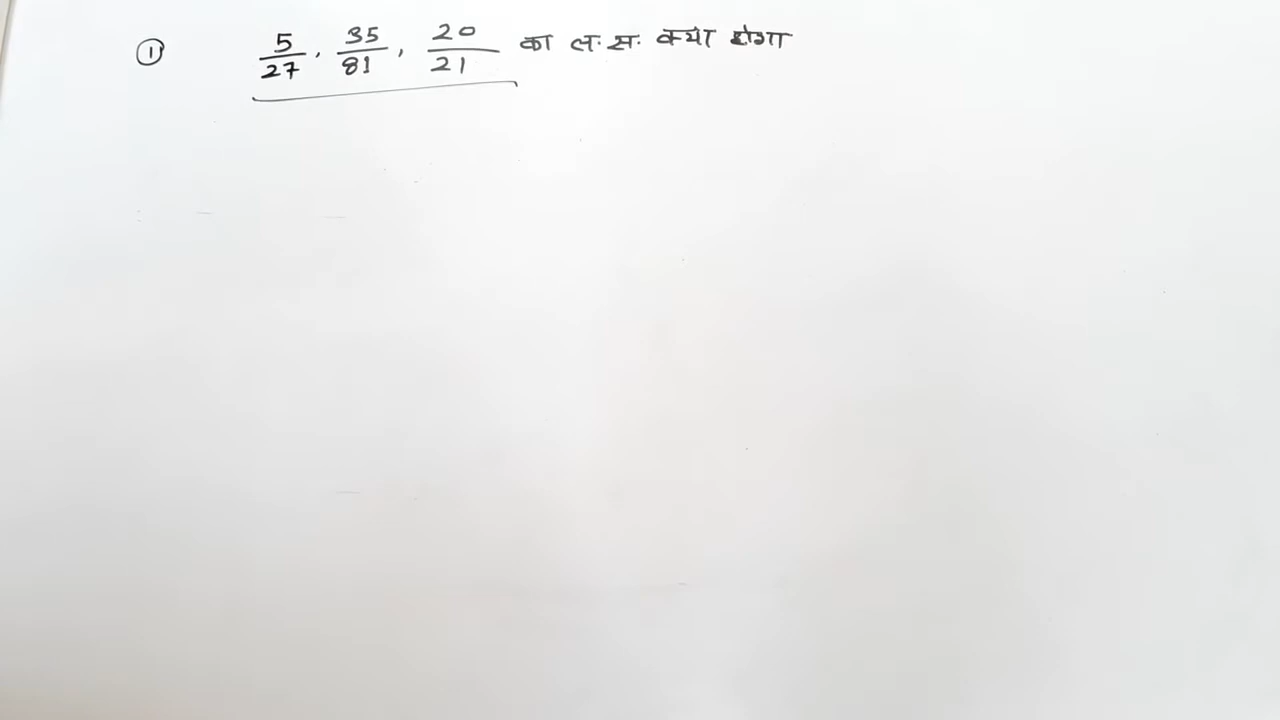 ① 5/27, 35/81, 20/21 का ल. स. क्या होगा